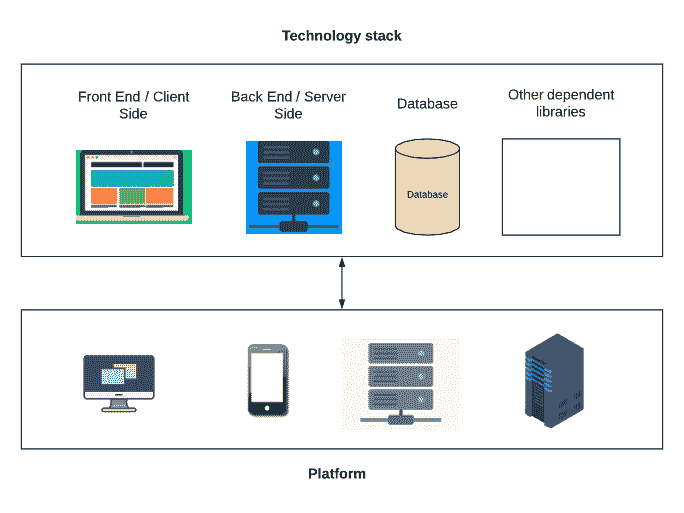 Technology stack
Front End / Client
Side
Back End / Server
Side
Database
Other dependent
libraries
Database
Platform